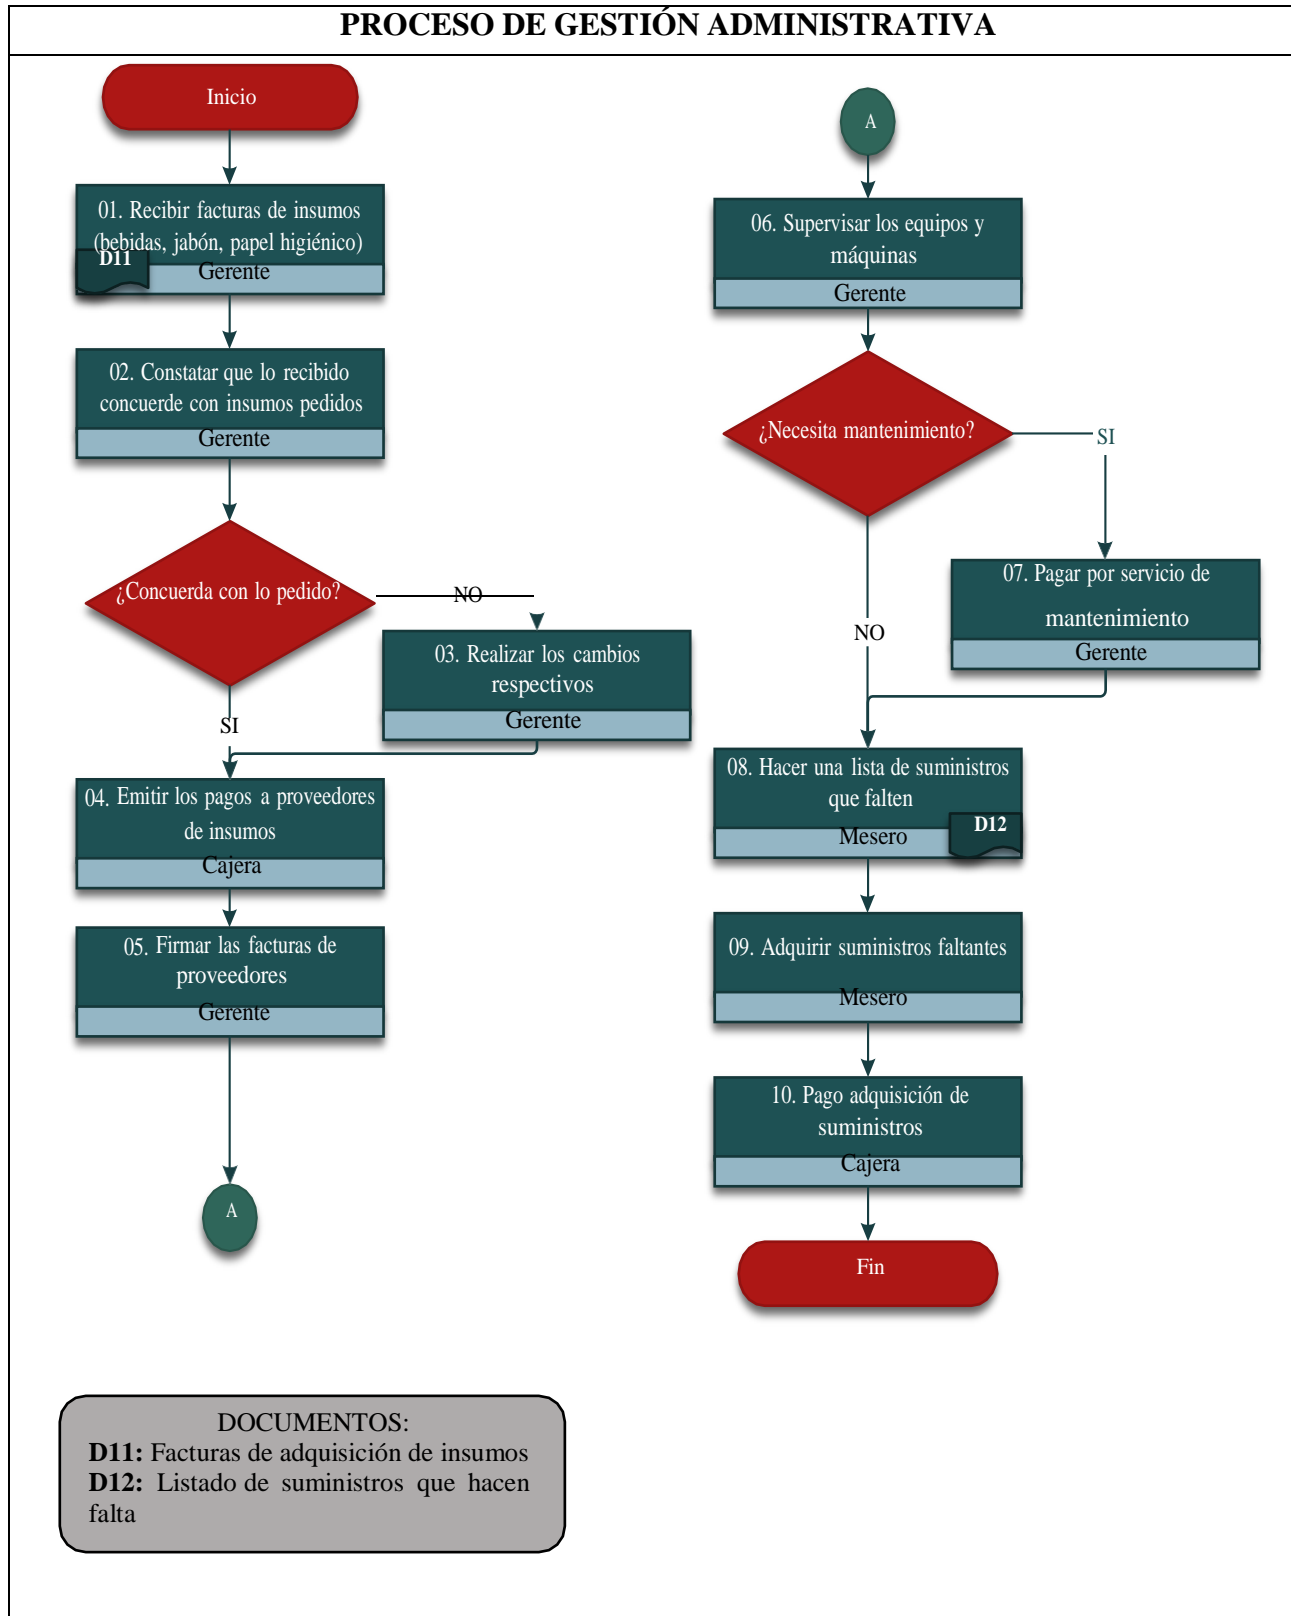 PROCESO DE GESTIÓN ADMINISTRATIVA
Inicio
01. Recibir facturas de insumos
(bebidas, jabón, papel higiénico)
D11
Gerente
02. Constatar que lo recibido
concuerde con insumos pedidos
Gerente
¿Concuerda con lo pedido?
NO
03. Realizar los cambios
respectivos
Gerente
SI
04. Emitir los pagos a proveedores
de insumos
Cajera
05. Firmar las facturas de
proveedores
Gerente
A
A
06. Supervisar los equipos y
máquinas
Gerente
¿Necesita mantenimiento?
SI
07. Pagar por servicio de
mantenimiento
Gerente
NO
08. Hacer una lista de suministros
que falten
Mesero
D12
09. Adquirir suministros faltantes
Mesero
10. Pago adquisición de
suministros
Cajera
Fin
DOCUMENTOS:
D11: Facturas de adquisición de insumos
D12: Listado de suministros que hacen
falta